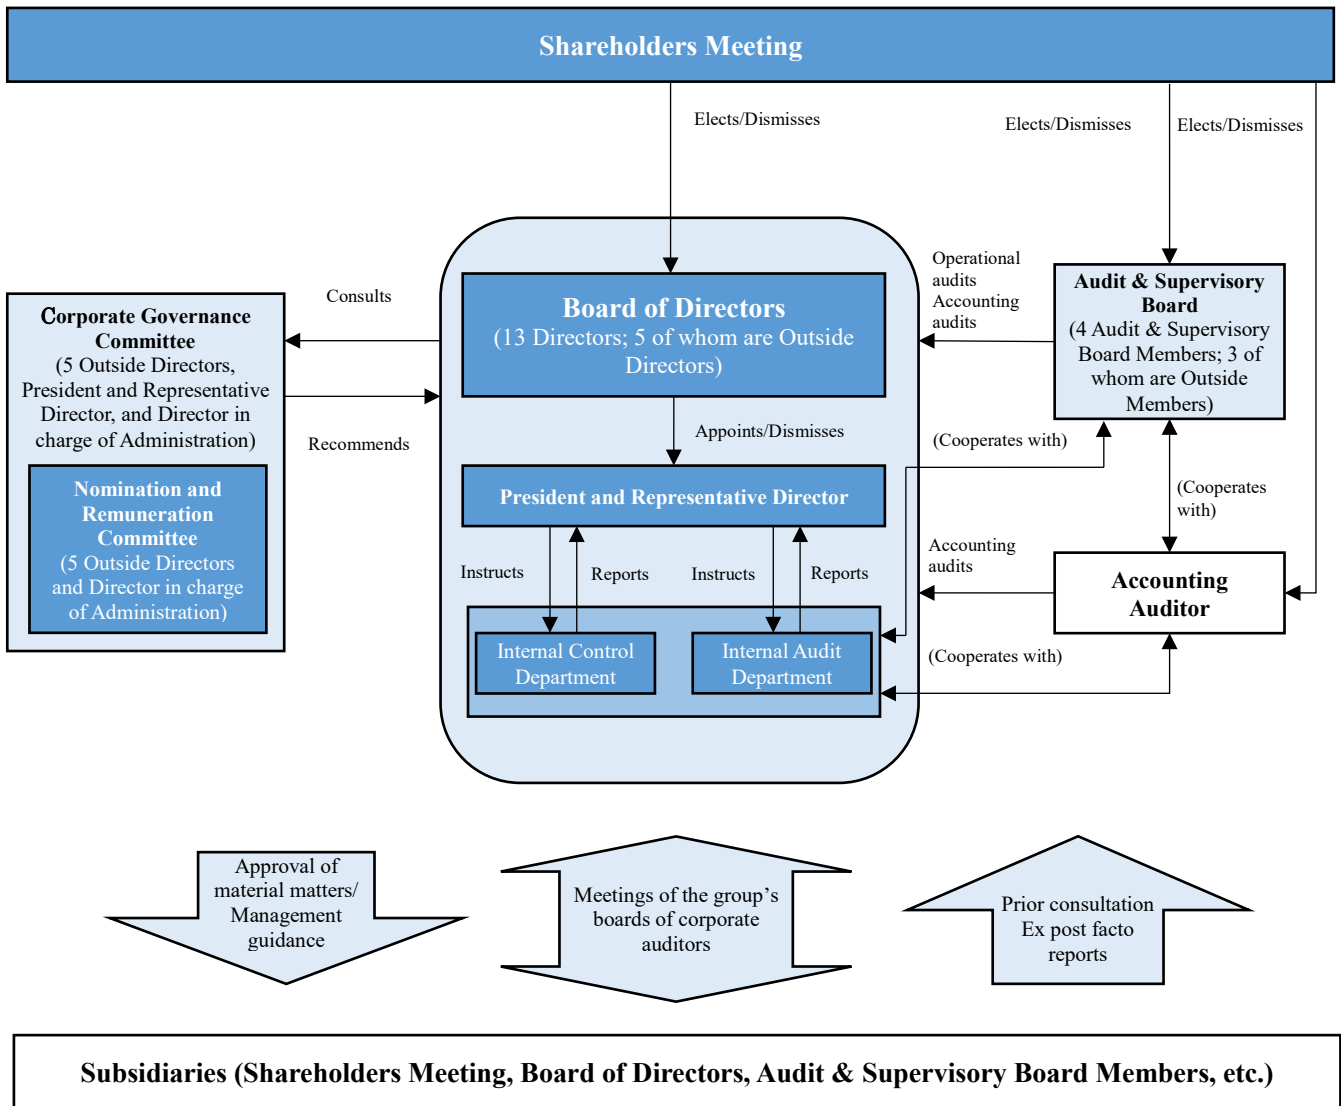 Shareholders Meeting
Elects/Dismisses
Elects/Dismisses
Elects/Dismisses
Consults
Corporate Governance
Committee
(5 Outside Directors,
President and Representative
Director, and Director in
charge of Administration)
Recommends
Nomination and
Remuneration
Committee
(5 Outside Directors
and Director in charge
of Administration)
Board of Directors
(13 Directors; 5 of whom are Outside
Directors)
Appoints/Dismisses
President and Representative Director
Instructs
Reports
Instructs
Reports
Internal Control
Department
Internal Audit
Department
Operational
audits
Accounting
audits
Audit & Supervisory
Board
(4 Audit & Supervisory
Board Members; 3 of
whom are Outside
Members)
(Cooperates with)
(Cooperates
with)
Accounting
audits
Accounting
Auditor
(Cooperates with)
Approval of
material matters/
Management
guidance
Meetings of the group’s
boards of corporate
auditors
Prior consultation
Ex post facto
reports
Subsidiaries (Shareholders Meeting, Board of Directors, Audit & Supervisory Board Members, etc.)